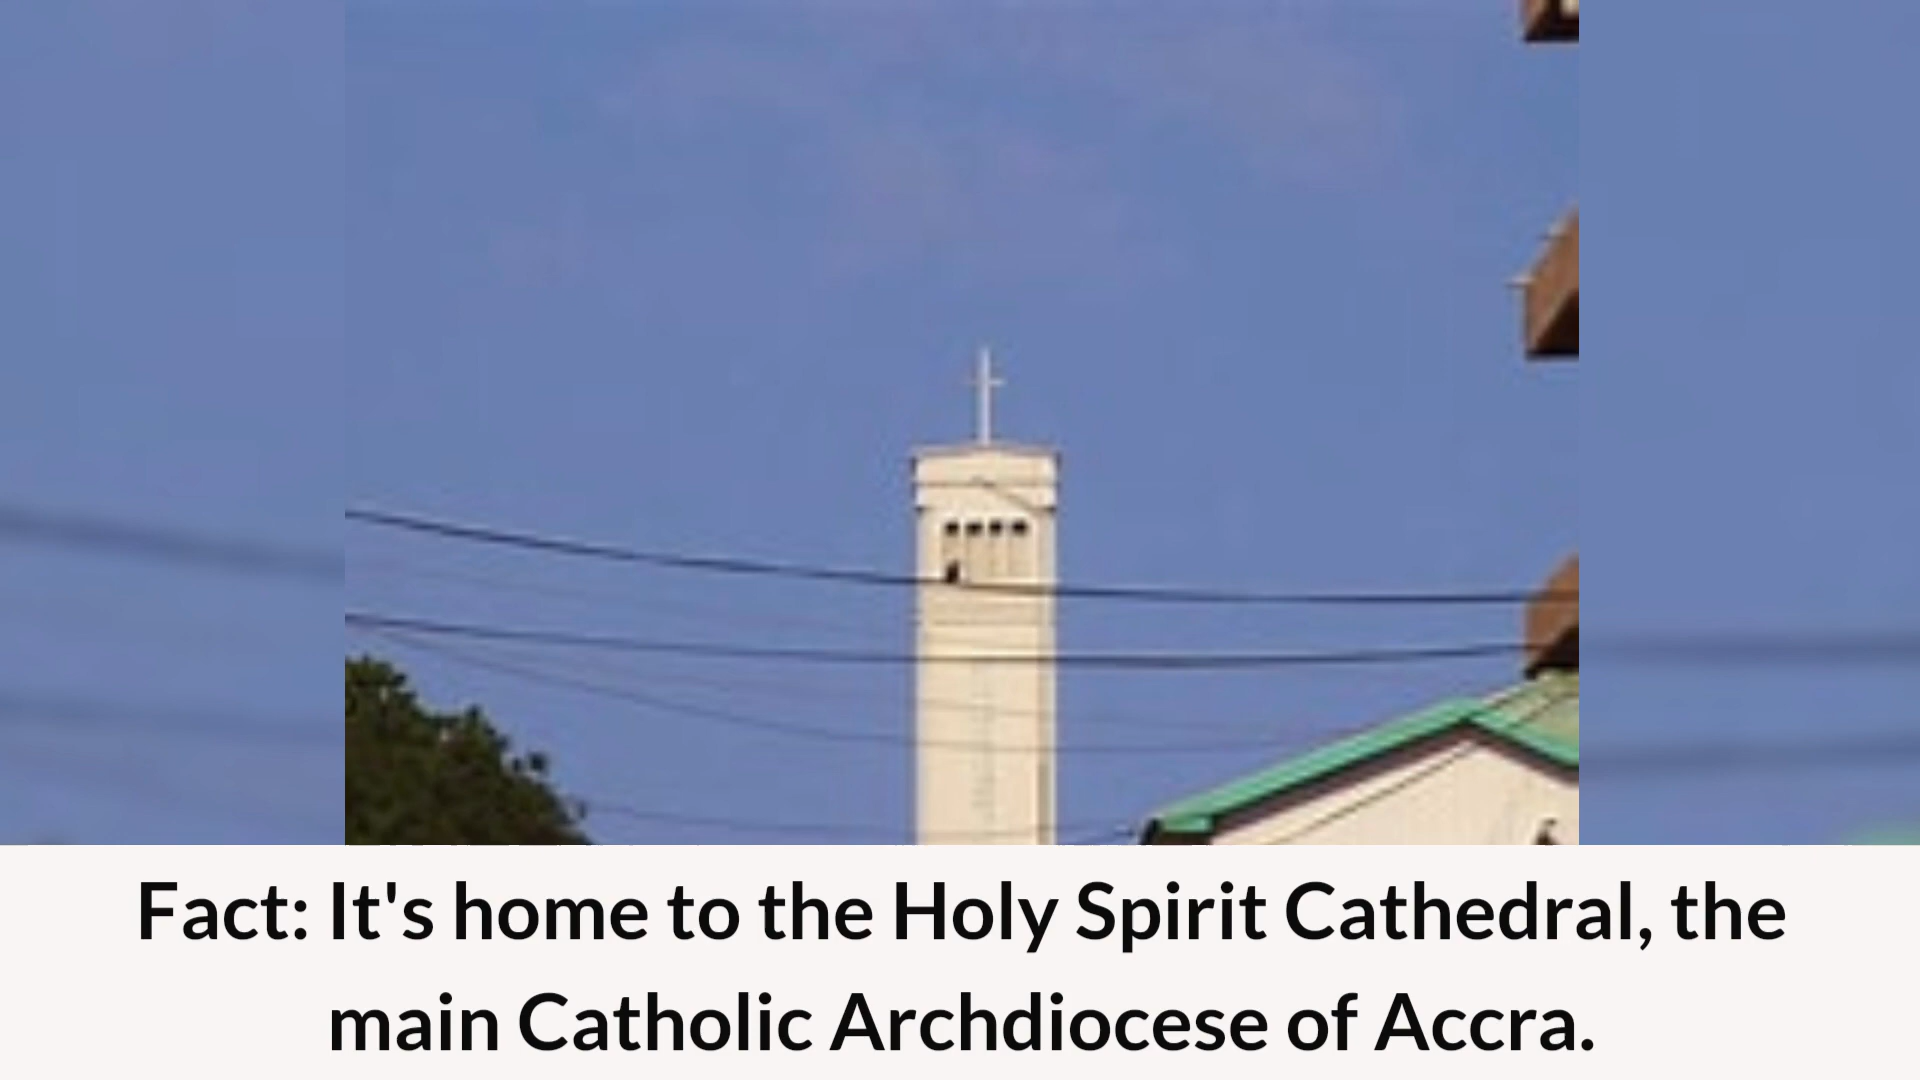 Fact: It's home to the Holy Spirit Cathedral, the
main Catholic Archdiocese of Accra.